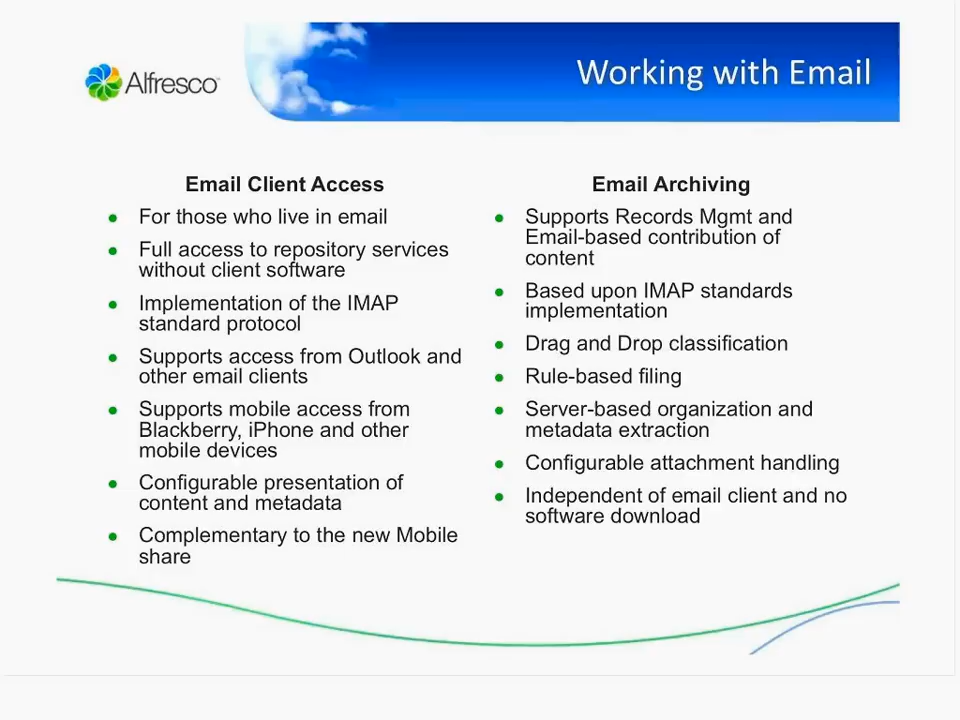 Alfresco
Working with Email
Email Client Access
● For those who live in email
● Full access to repository services
without client software
● Implementation of the IMAP
standard protocol
● Supports access from Outlook and
other email clients
● Supports mobile access from
Blackberry, iPhone and other
mobile devices
● Configurable presentation of
content and metadata
● Complementary to the new Mobile
share
Email Archiving
● Supports Records Mgmt and
Email-based contribution of
content
● Based upon IMAP standards
implementation
● Drag and Drop classification
● Rule-based filing
● Server-based organization and
metadata extraction
● Configurable attachment handling
● Independent of email client and no
software download